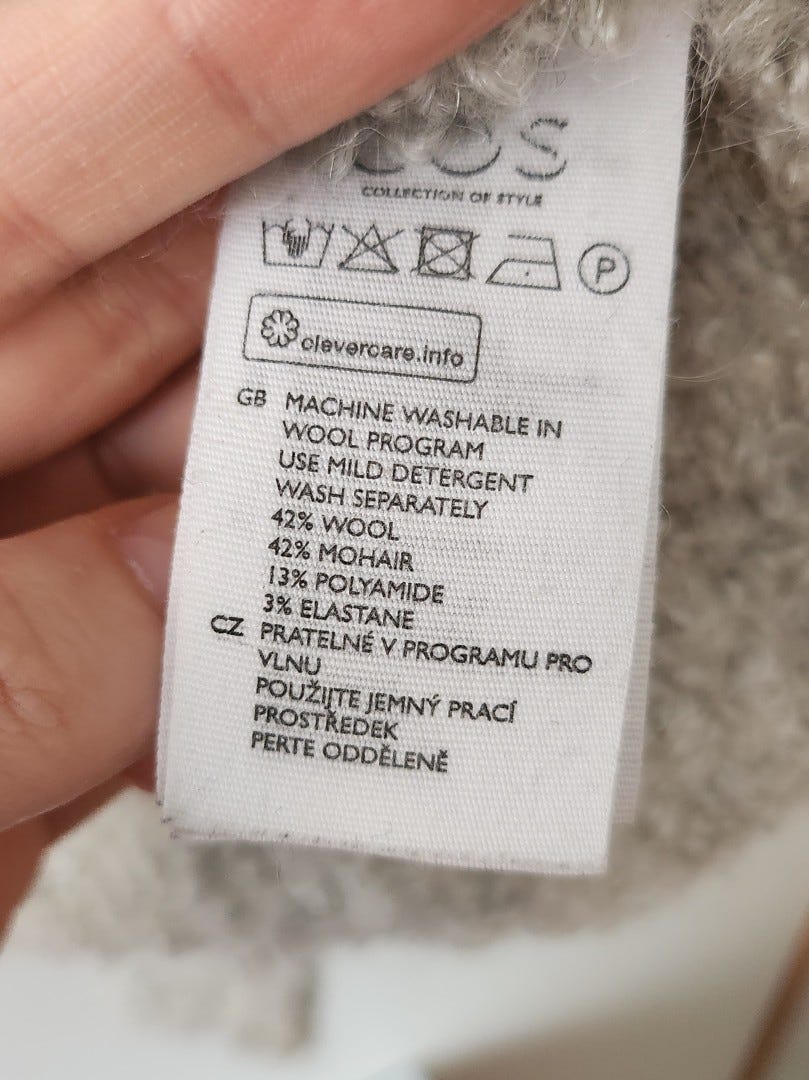 COS
COLLECTION OF STYLE
P
clevercare.info
GB MACHINE WASHABLE IN
WOOL PROGRAM
USE MILD DETERGENT
WASH SEPARATELY
42% WOOL
42% MOHAIR
13% POLYAMIDE
3% ELASTANE
CZ PRATELNÉ V PROGRAMU PRO
VLNU
POUŽIJTE JEMNÝ PRACÍ
PROSTŘEDEK
PERTE ODDĚLENĚ